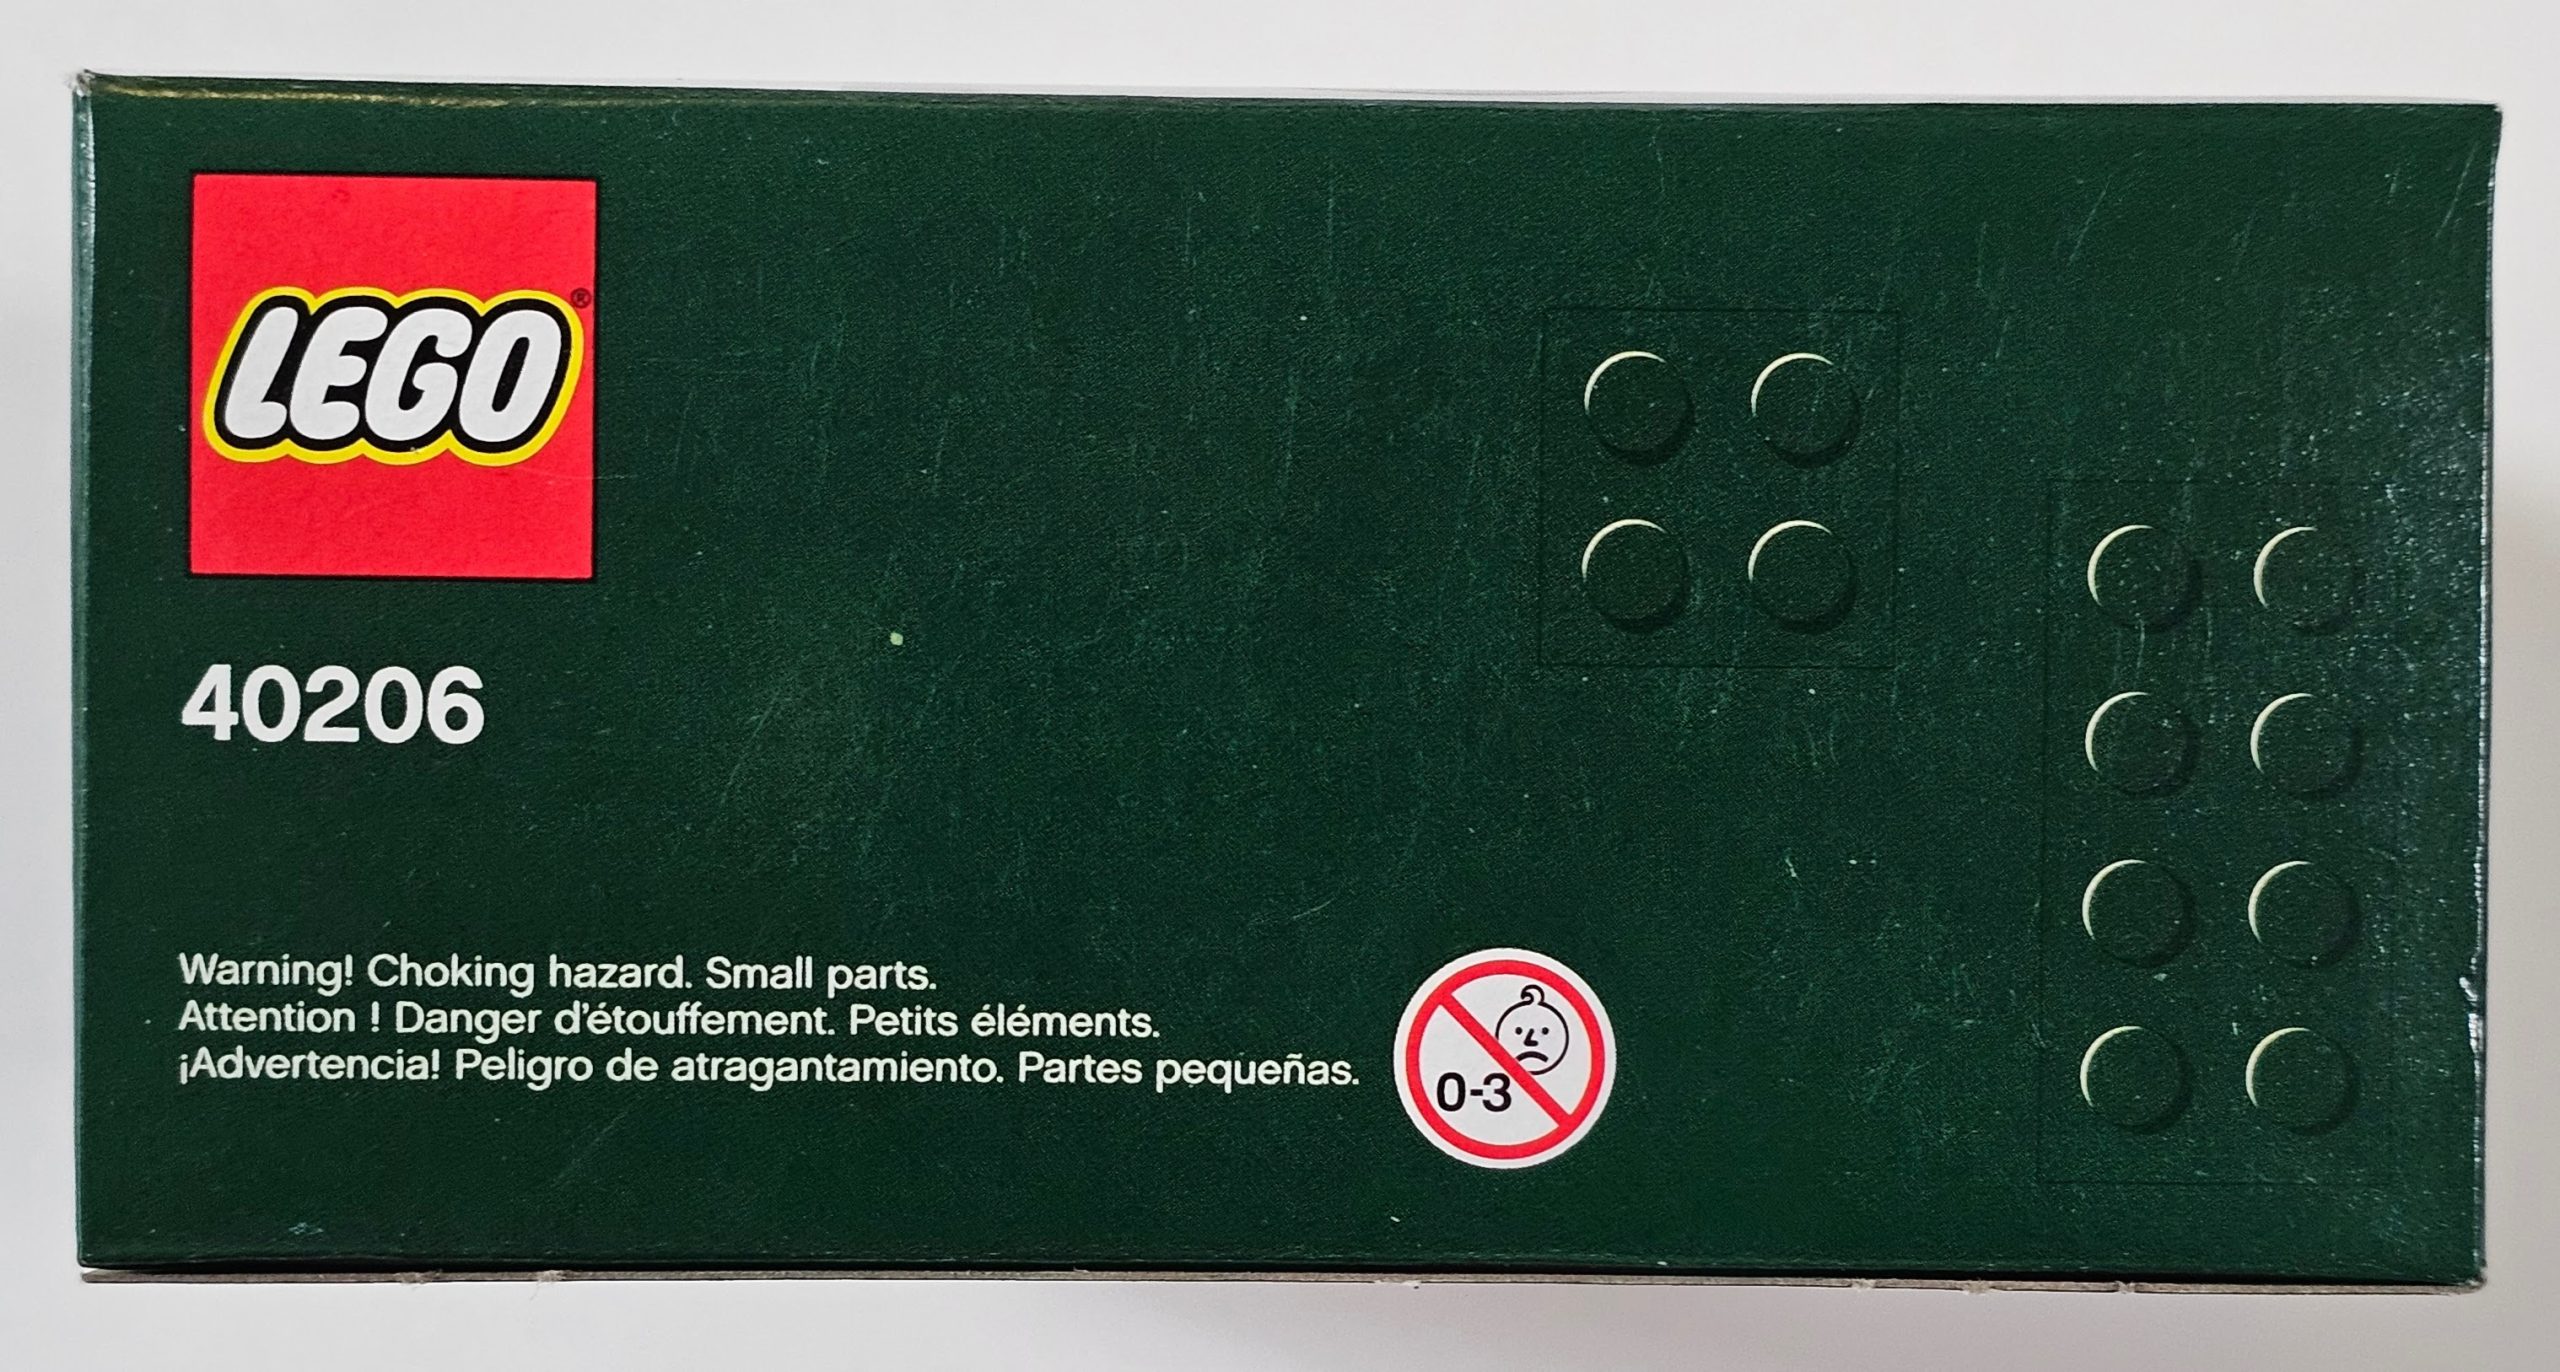 LEGO®
40206
Warning! Choking hazard. Small parts.
Attention ! Danger d'étouffement. Petits éléments.
¡Advertencia! Peligro de atragantamiento. Partes pequeñas.
0-3